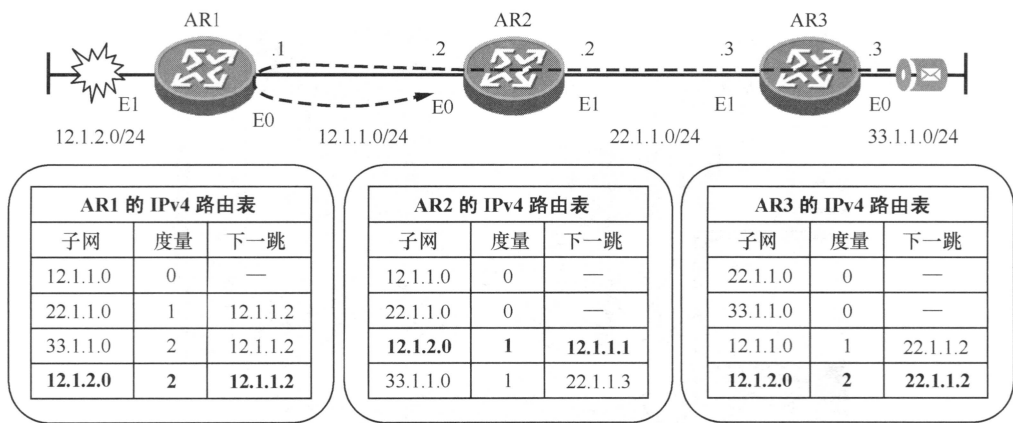 AR1 AR2 AR3
.1 .2 .2 .3 .3
E1 E0 E0 E1 E1 E0
12.1.2.0/24 12.1.1.0/24 22.1.1.0/24 33.1.1.0/24
AR1 的 IPv4 路由表
子网 度量 下一跳
12.1.1.0 0 —
22.1.1.0 1 12.1.1.2
33.1.1.0 2 12.1.1.2
12.1.2.0 2 12.1.1.2
AR2 的 IPv4 路由表
子网 度量 下一跳
12.1.1.0 0 —
22.1.1.0 0 —
12.1.2.0 1 12.1.1.1
33.1.1.0 1 22.1.1.3
AR3 的 IPv4 路由表
子网 度量 下一跳
22.1.1.0 0 —
33.1.1.0 0 —
12.1.1.0 1 22.1.1.2
12.1.2.0 2 22.1.1.2